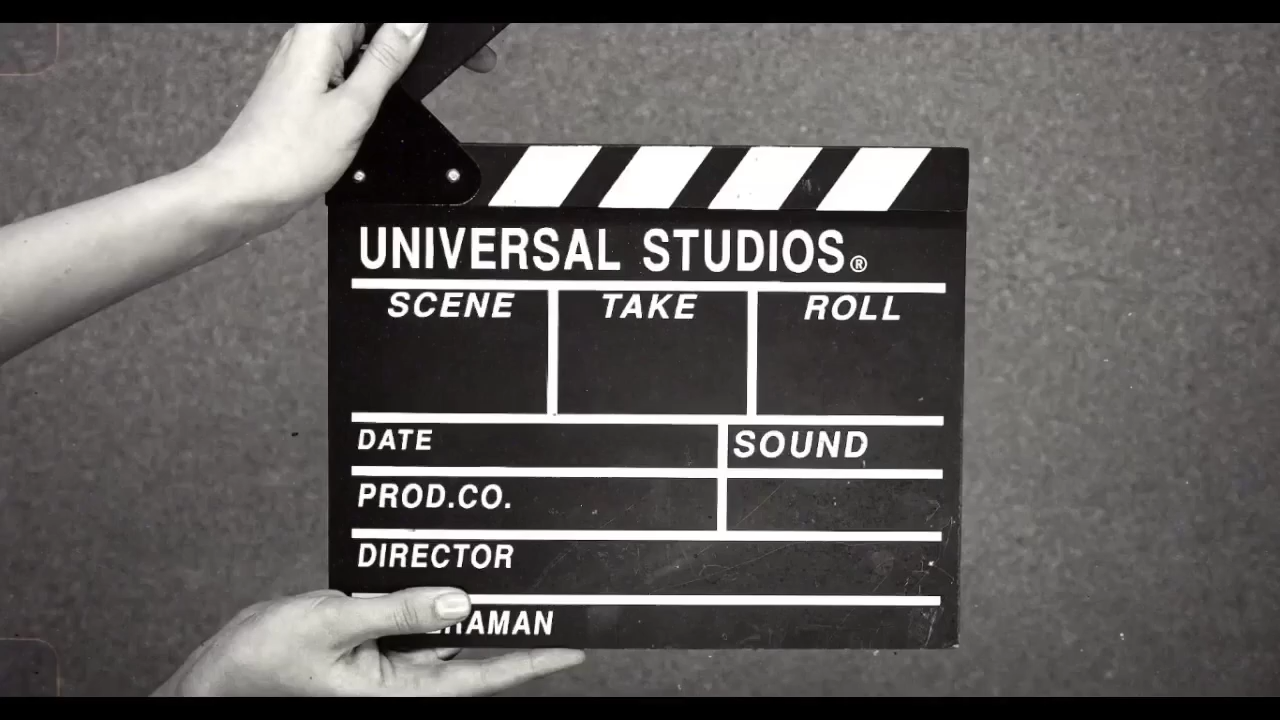 UNIVERSAL STUDIOS®
SCENE TAKE ROLL
DATE SOUND
PROD.CO.
DIRECTOR